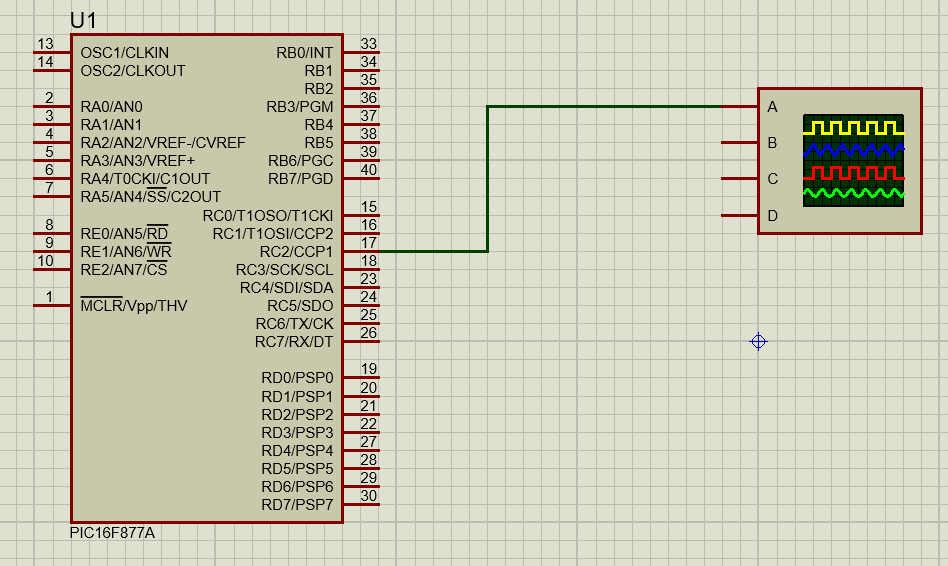 U1
13 OSC1/CLKIN RB0/INT 33
14 OSC2/CLKOUT RB1 34
RB2 35
2 RA0/AN0 RB3/PGM 36
3 RA1/AN1 RB4 37
4 RA2/AN2/VREF-/CVREF RB5 38
5 RA3/AN3/VREF+ RB6/PGC 39
6 RA4/T0CKI/C1OUT RB7/PGD 40
7 RA5/AN4/SS/C2OUT
RC0/T1OSO/T1CKI 15
8 RE0/AN5/RD RC1/T1OSI/CCP2 16
9 RE1/AN6/WR RC2/CCP1 17
10 RE2/AN7/CS RC3/SCK/SCL 18
RC4/SDI/SDA 23
1 MCLR/Vpp/THV RC5/SDO 24
RC6/TX/CK 25
RC7/RX/DT 26
RD0/PSP0 19
RD1/PSP1 20
RD2/PSP2 21
RD3/PSP3 22
RD4/PSP4 27
RD5/PSP5 28
RD6/PSP6 29
RD7/PSP7 30
PIC16F877A
A
B
C
D